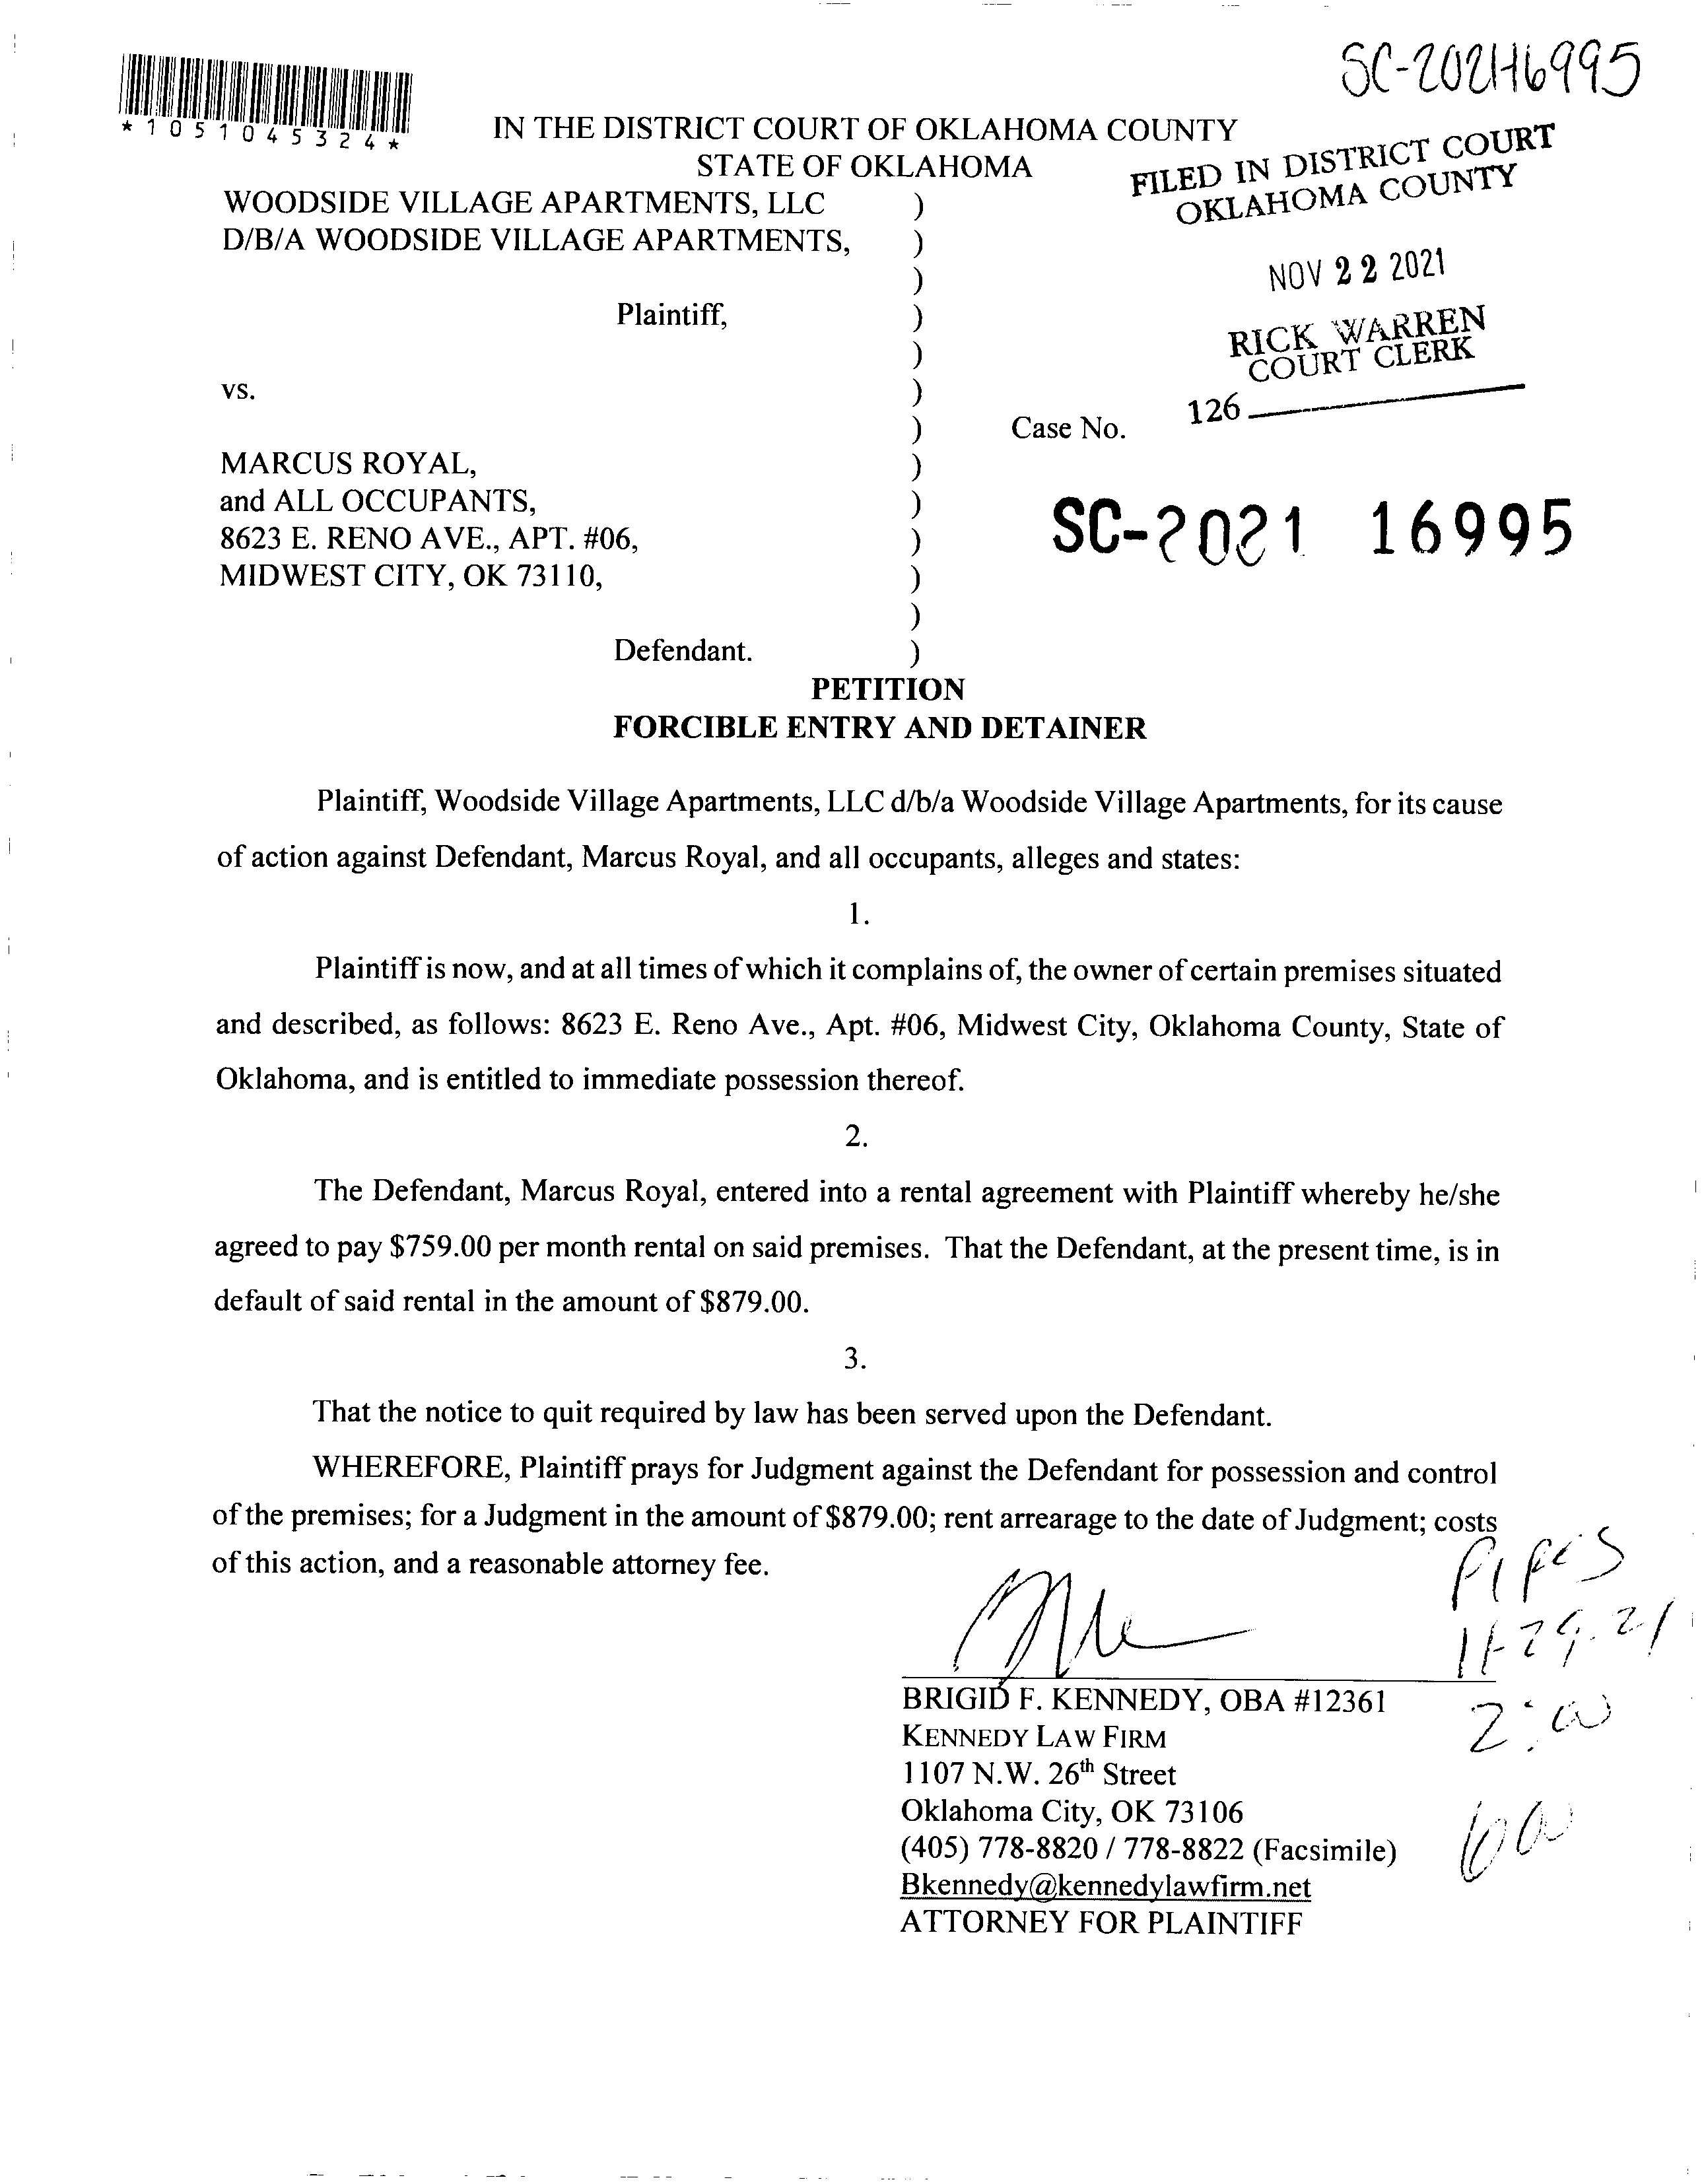 SC-202116995
*1051045324*
IN THE DISTRICT COURT OF OKLAHOMA COUNTY
STATE OF OKLAHOMA
FILED IN DISTRICT COURT
OKLAHOMA COUNTY
WOODSIDE VILLAGE APARTMENTS, LLC )
D/B/A WOODSIDE VILLAGE APARTMENTS, )
)
NOV 22 2021
Plaintiff, )
RICK WARREN
COURT CLERK
)
vs. )
126
) Case No.
MARCUS ROYAL, )
and ALL OCCUPANTS, )
SC-2021 16995
8623 E. RENO AVE., APT. #06, )
MIDWEST CITY, OK 73110, )
)
Defendant. )
PETITION
FORCIBLE ENTRY AND DETAINER
Plaintiff, Woodside Village Apartments, LLC d/b/a Woodside Village Apartments, for its cause
of action against Defendant, Marcus Royal, and all occupants, alleges and states:
1.
Plaintiff is now, and at all times of which it complains of, the owner of certain premises situated
and described, as follows: 8623 E. Reno Ave., Apt. #06, Midwest City, Oklahoma County, State of
Oklahoma, and is entitled to immediate possession thereof.
2.
The Defendant, Marcus Royal, entered into a rental agreement with Plaintiff whereby he/she
agreed to pay $759.00 per month rental on said premises. That the Defendant, at the present time, is in
default of said rental in the amount of $879.00.
3.
That the notice to quit required by law has been served upon the Defendant.
WHEREFORE, Plaintiff prays for Judgment against the Defendant for possession and control
of the premises; for a Judgment in the amount of $879.00; rent arrearage to the date of Judgment; costs
of this action, and a reasonable attorney fee.
Pipes
11-29-21
2:00
BRIGID F. KENNEDY, OBA #12361
KENNEDY LAW FIRM
1107 N.W. 26th Street
Oklahoma City, OK 73106
(405) 778-8820 / 778-8822 (Facsimile)
Bkennedy@kennedylawfirm.net
ATTORNEY FOR PLAINTIFF